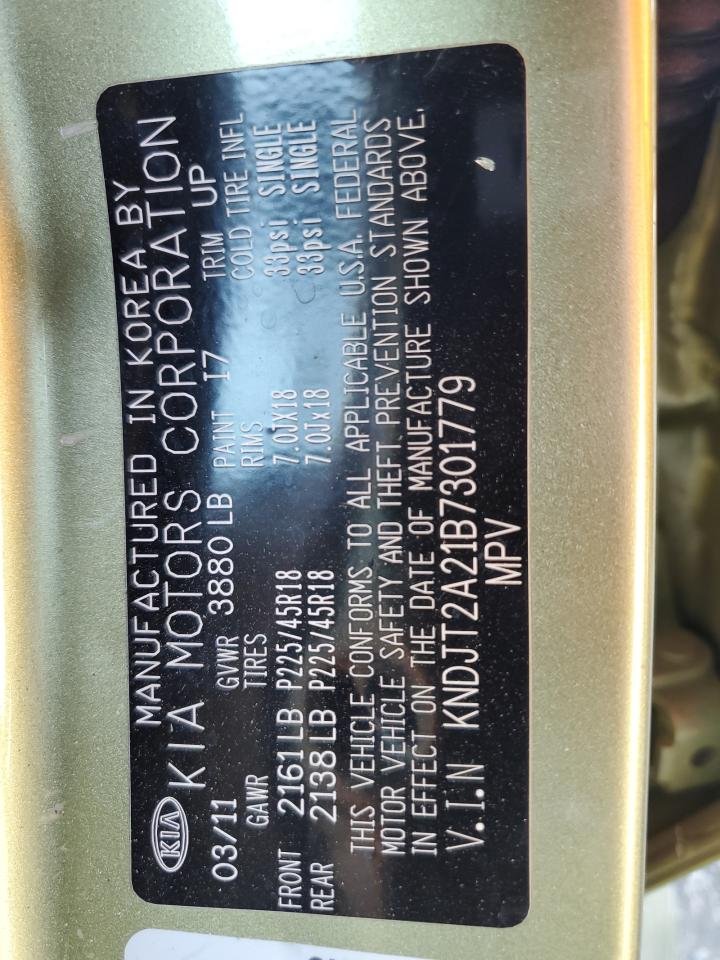 KIA
MANUFACTURED IN KOREA BY
KIA MOTORS CORPORATION
03/11 GVWR 3880 LB PAINT I7 TRIM UP
GAWR TIRES RIMS COLD TIRE INFL
FRONT 2161 LB P225/45R18 7.0Jx18 33psi SINGLE
REAR 2138 LB P225/45R18 7.0Jx18 33psi SINGLE
THIS VEHICLE CONFORMS TO ALL APPLICABLE U.S.A. FEDERAL
MOTOR VEHICLE SAFETY AND THEFT PREVENTION STANDARDS
IN EFFECT ON THE DATE OF MANUFACTURE SHOWN ABOVE.
V.I.N KNDJT2A21B7301779
MPV